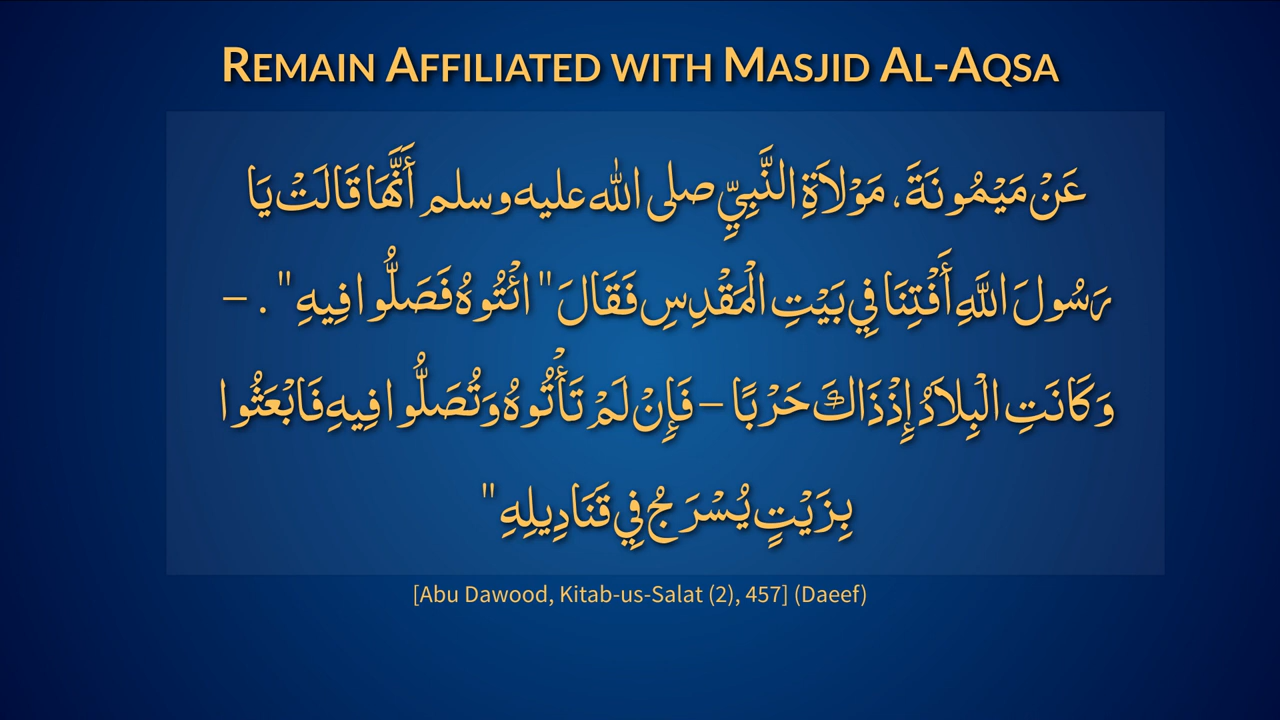 Remain Affiliated with Masjid Al-Aqsa
عَنْ مَيْمُونَةَ، مَوْلاَةِ النَّبِيِّ صلى الله عليه وسلم أَنَّهَا قَالَتْ يَا
رَسُولَ اللَّهِ أَفْتِنَا فِي بَيْتِ الْمَقْدِسِ فَقَالَ " ائْتُوهُ فَصَلُّوا فِيهِ " . –
وَكَانَتِ الْبِلاَدُ إِذْ ذَاكَ حَرْبًا – فَإِنْ لَمْ تَأْتُوهُ وَتُصَلُّوا فِيهِ فَابْعَثُوا
بِزَيْتٍ يُسْرَجُ فِي قَنَادِيلِهِ "
[Abu Dawood, Kitab-us-Salat (2), 457] (Daeef)